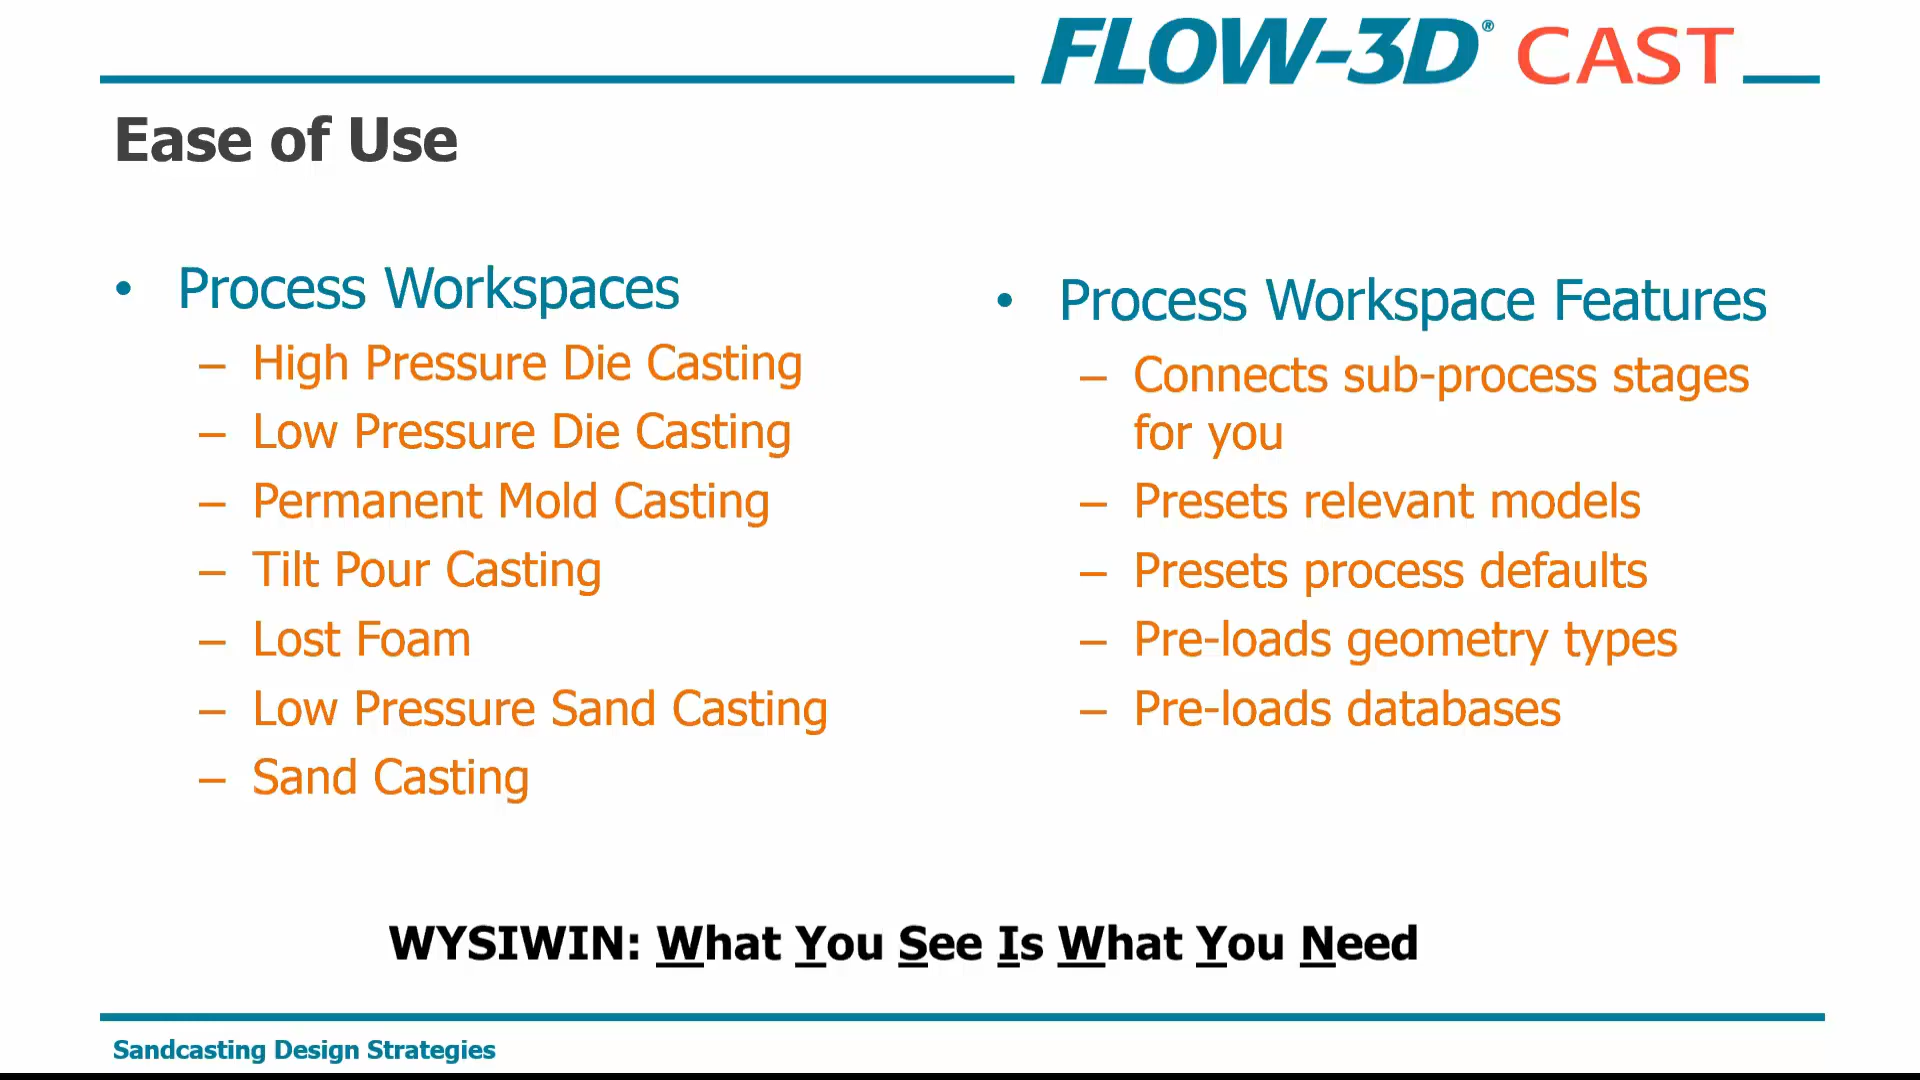 FLOW-3D® CAST
Ease of Use
• Process Workspaces
– High Pressure Die Casting
– Low Pressure Die Casting
– Permanent Mold Casting
– Tilt Pour Casting
– Lost Foam
– Low Pressure Sand Casting
– Sand Casting
• Process Workspace Features
– Connects sub-process stages
for you
– Presets relevant models
– Presets process defaults
– Pre-loads geometry types
– Pre-loads databases
WYSIWIN: What You See Is What You Need
Sandcasting Design Strategies